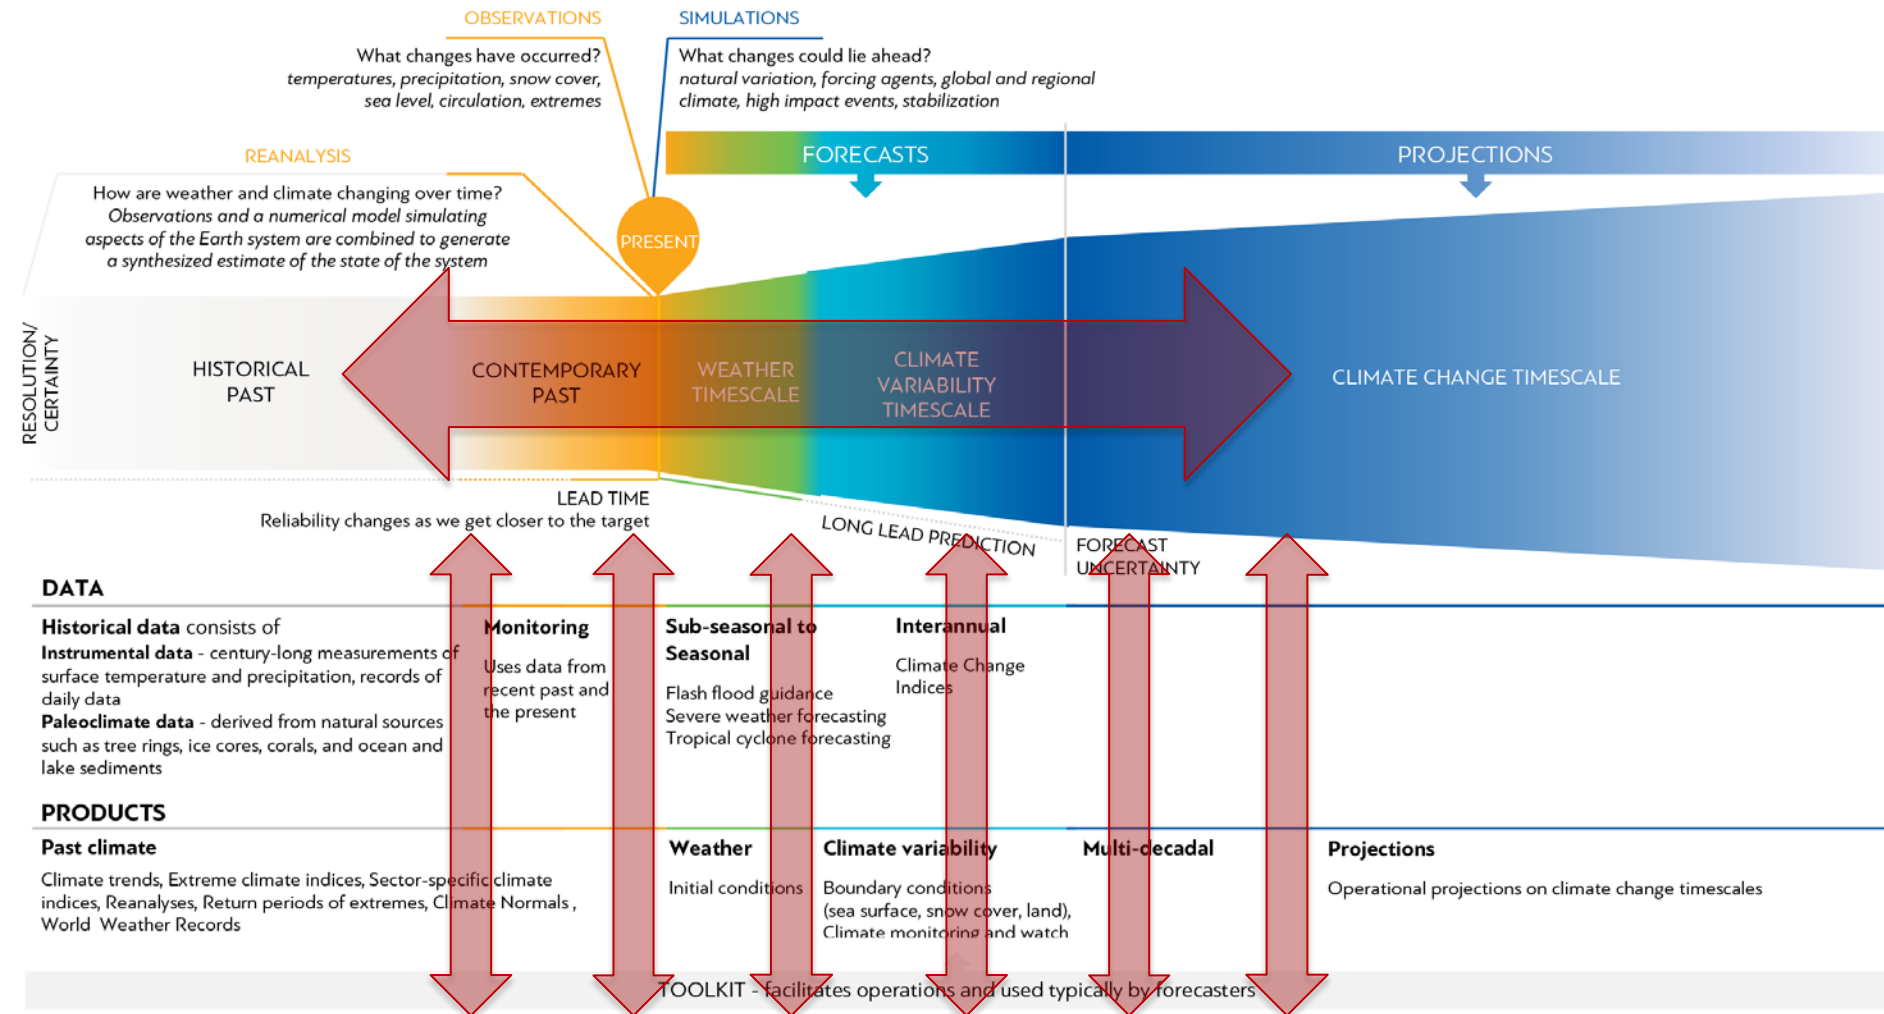 OBSERVATIONS
What changes have occurred?
temperatures, precipitation, snow cover,
sea level, circulation, extremes
SIMULATIONS
What changes could lie ahead?
natural variation, forcing agents, global and regional
climate, high impact events, stabilization
REANALYSIS
How are weather and climate changing over time?
Observations and a numerical model simulating
aspects of the Earth system are combined to generate
a synthesized estimate of the state of the system
FORECASTS
PROJECTIONS
PRESENT
RESOLUTION/
CERTAINTY
HISTORICAL
PAST
CONTEMPORARY
PAST
WEATHER
TIMESCALE
CLIMATE
VARIABILITY
TIMESCALE
CLIMATE CHANGE TIMESCALE
LEAD TIME
Reliability changes as we get closer to the target
LONG LEAD PREDICTION
FORECAST
UNCERTAINTY
DATA
Historical data consists of
Instrumental data - century-long measurements of
surface temperature and precipitation, records of
daily data
Paleoclimate data - derived from natural sources
such as tree rings, ice cores, corals, and ocean and
lake sediments
Monitoring
Uses data from
recent past and
the present
Sub-seasonal to
Seasonal
Flash flood guidance
Severe weather forecasting
Tropical cyclone forecasting
Interannual
Climate Change
Indices
PRODUCTS
Past climate
Climate trends, Extreme climate indices, Sector-specific climate
indices, Reanalyses, Return periods of extremes, Climate Normals ,
World Weather Records
Weather
Initial conditions
Climate variability
Boundary conditions
(sea surface, snow cover, land),
Climate monitoring and watch
Multi-decadal
Projections
Operational projections on climate change timescales
TOOLKIT - facilitates operations and used typically by forecasters